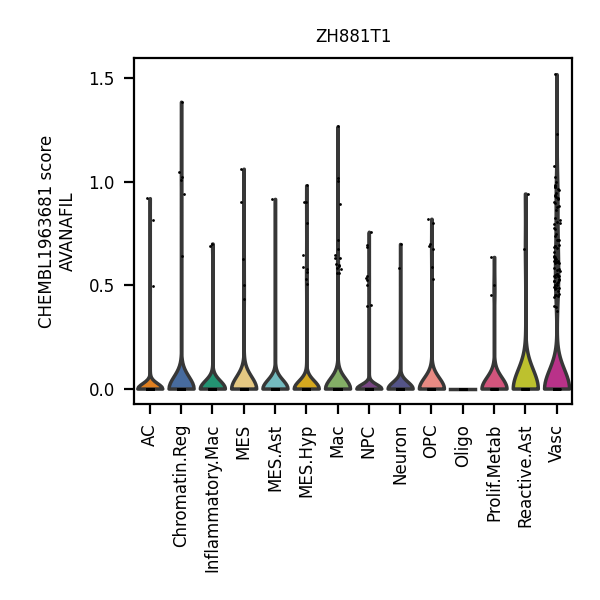 ZH881T1
CHEMBL1963681 score
AVANAFIL
1.5
1.0
0.5
0.0
AC
Chromatin.Reg
Inflammatory.Mac
MES
MES.Ast
MES.Hyp
Mac
NPC
Neuron
OPC
Oligo
Prolif.Metab
Reactive.Ast
Vasc